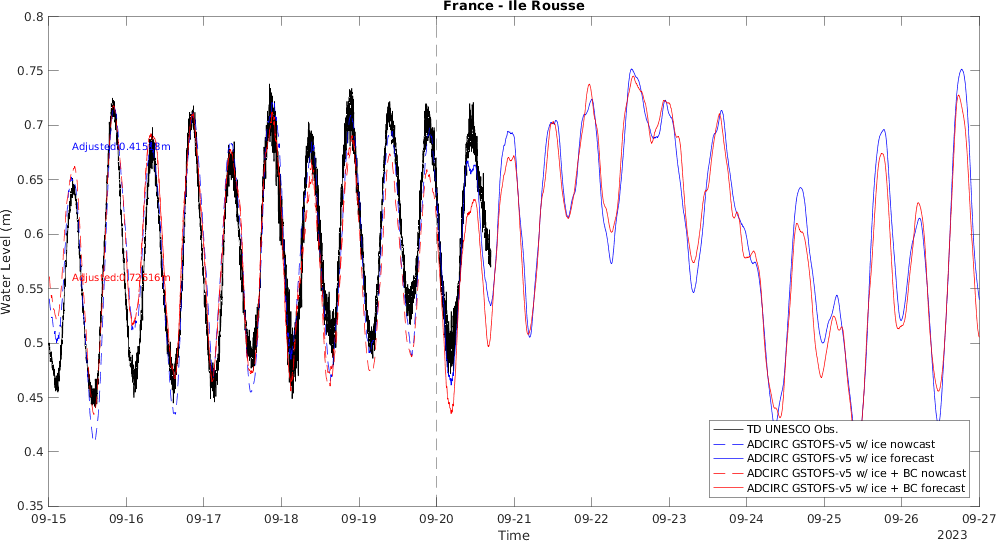 France - Ile Rousse
0.8
0.75
0.7
0.65
0.6
0.55
0.5
0.45
0.4
0.35
Water Level (m)
Adjusted:0.72616m
TD UNESCO Obs.
ADCIRC GSTOFS-v5 w/ ice nowcast
ADCIRC GSTOFS-v5 w/ ice forecast
ADCIRC GSTOFS-v5 w/ ice + BC nowcast
ADCIRC GSTOFS-v5 w/ ice + BC forecast
09-15 09-16 09-17 09-18 09-19 09-20 09-21 09-22 09-23 09-24 09-25 09-26 09-27
Time
2023